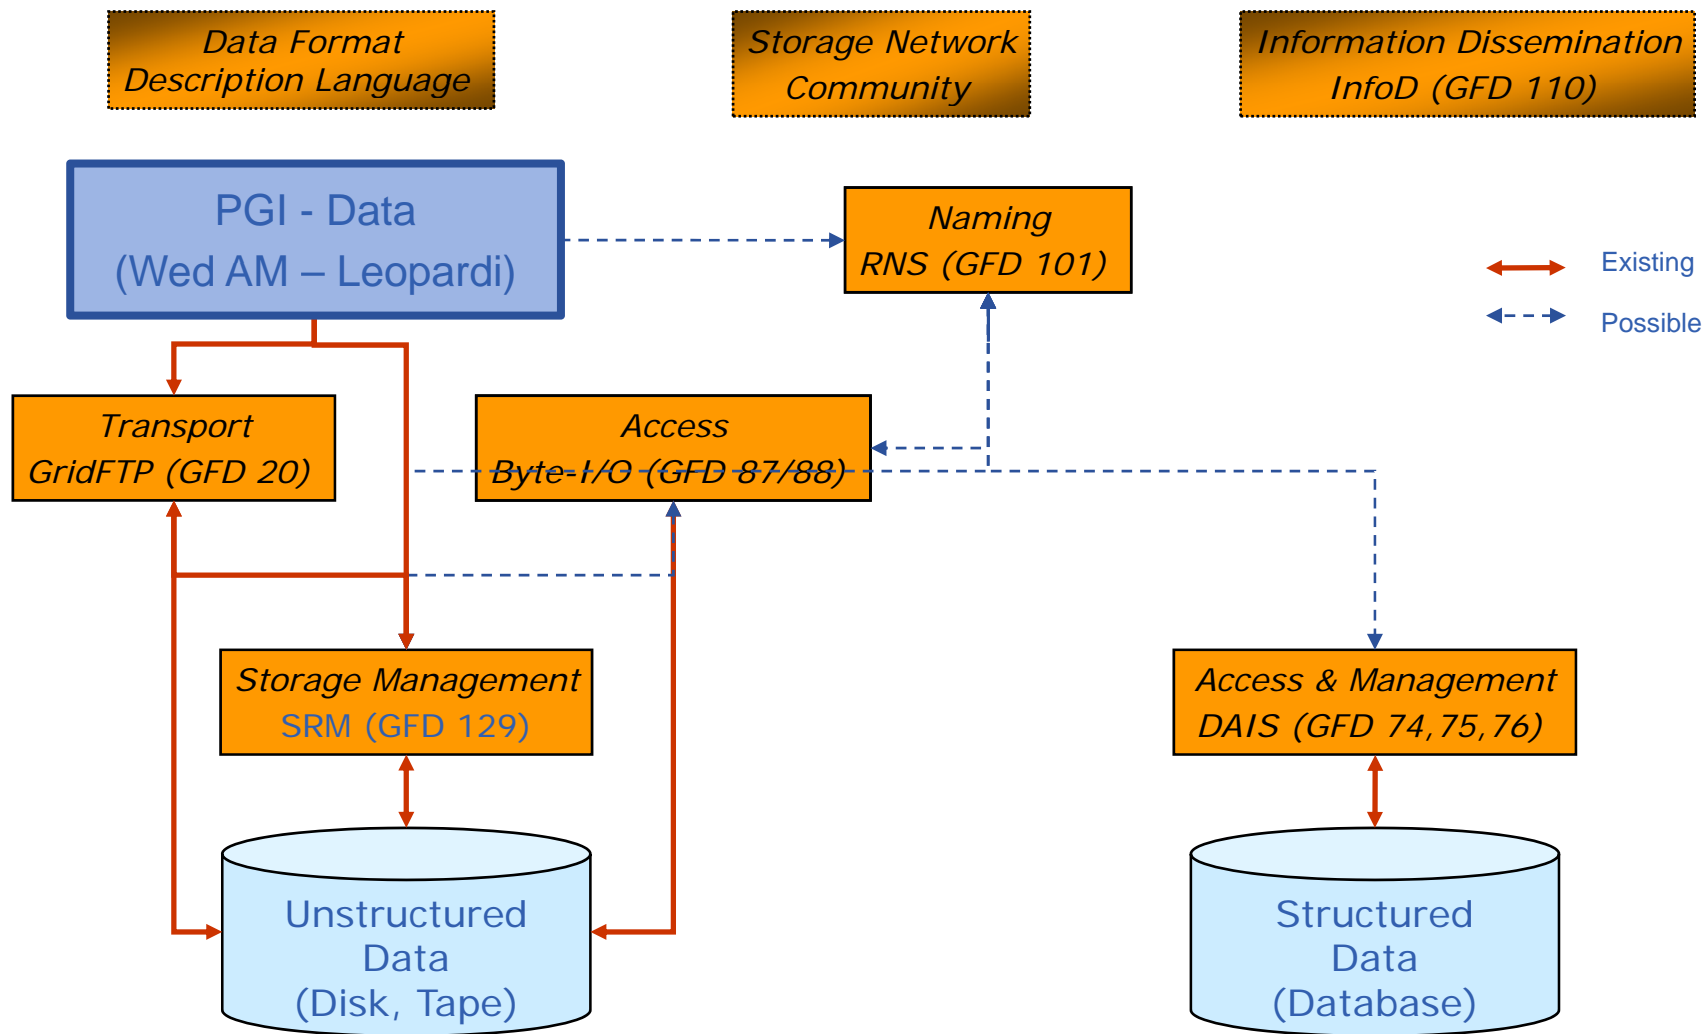 Data Format
Description Language
Storage Network
Community
Information Dissemination
InfoD (GFD 110)
PGI - Data
(Wed AM – Leopardi)
Naming
RNS (GFD 101)
Existing
Possible
Transport
GridFTP (GFD 20)
Access
Byte-I/O (GFD 87/88)
Storage Management
SRM (GFD 129)
Access & Management
DAIS (GFD 74,75,76)
Unstructured
Data
(Disk, Tape)
Structured
Data
(Database)